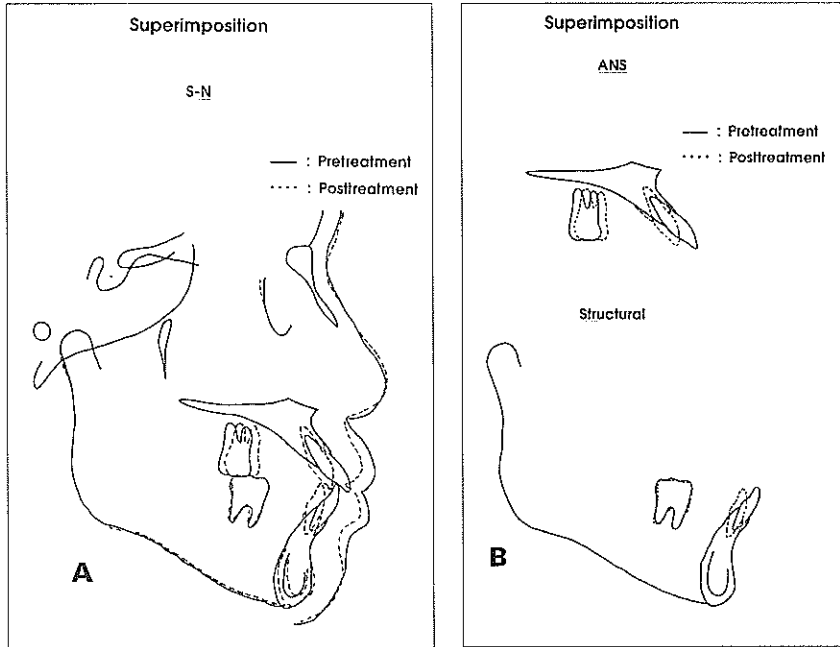 Superimposition
S-N
— : Pretreatment
····· : Posttreatment
A
Superimposition
ANS
— : Pretreatment
····· : Posttreatment
Structural
B